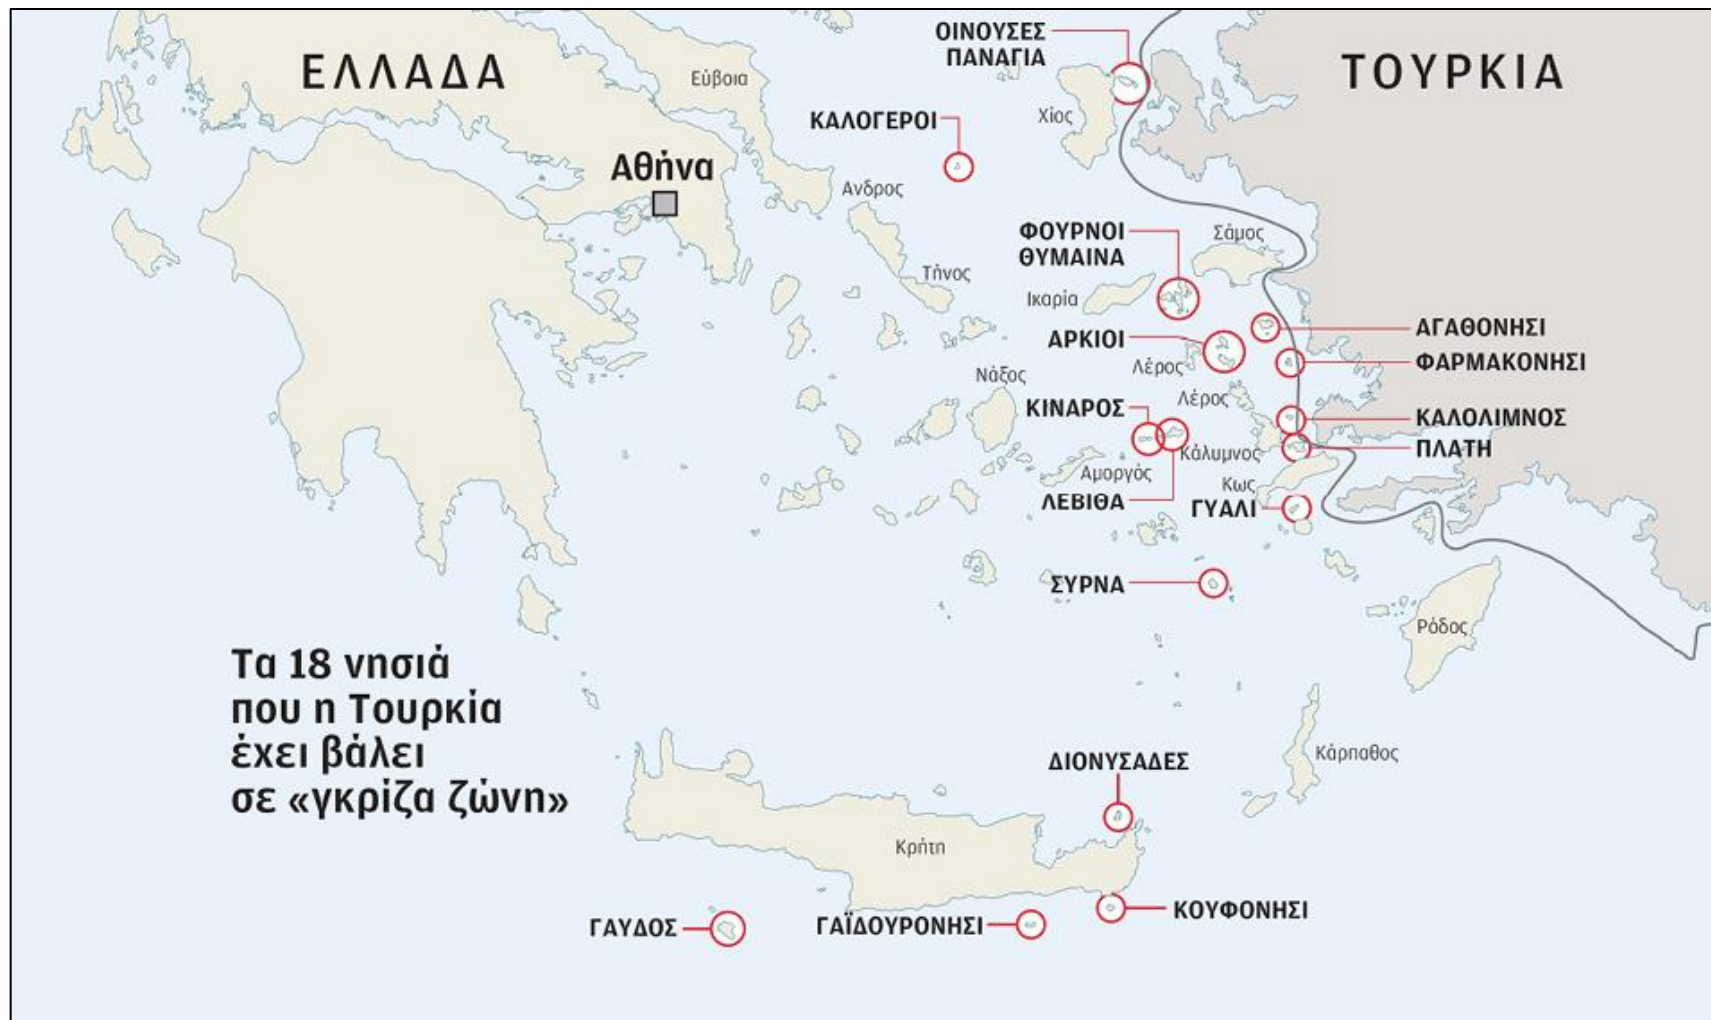 ΟΙΝΟΥΣΕΣ
ΠΑΝΑΓΙΑ
ΕΛΛΑΔΑ
ΤΟΥΡΚΙΑ
Εύβοια
Χίος
ΚΑΛΟΓΕΡΟΙ
Αθήνα
Ανδρος
ΦΟΥΡΝΟΙ
ΘΥΜΑΙΝΑ
Σάμος
Τήνος
Ικαρία
ΑΓΑΘΟΝΗΣΙ
ΑΡΚΙΟΙ
Λέρος
ΦΑΡΜΑΚΟΝΗΣΙ
Νάξος
Λέρος
ΚΙΝΑΡΟΣ
ΚΑΛΟΛΙΜΝΟΣ
ΠΛΑΤΗ
Κάλυμνος
Αμοργός
Κως
ΛΕΒΙΘΑ
ΓΥΑΛΙ
ΣΥΡΝΑ
Ρόδος
Τα 18 νησιά
που η Τουρκία
έχει βάλει
σε «γκρίζα ζώνη»
Κάρπαθος
ΔΙΟΝΥΣΑΔΕΣ
Κρήτη
ΚΟΥΦΟΝΗΣΙ
ΓΑΥΔΟΣ
ΓΑΪΔΟΥΡΟΝΗΣΙ